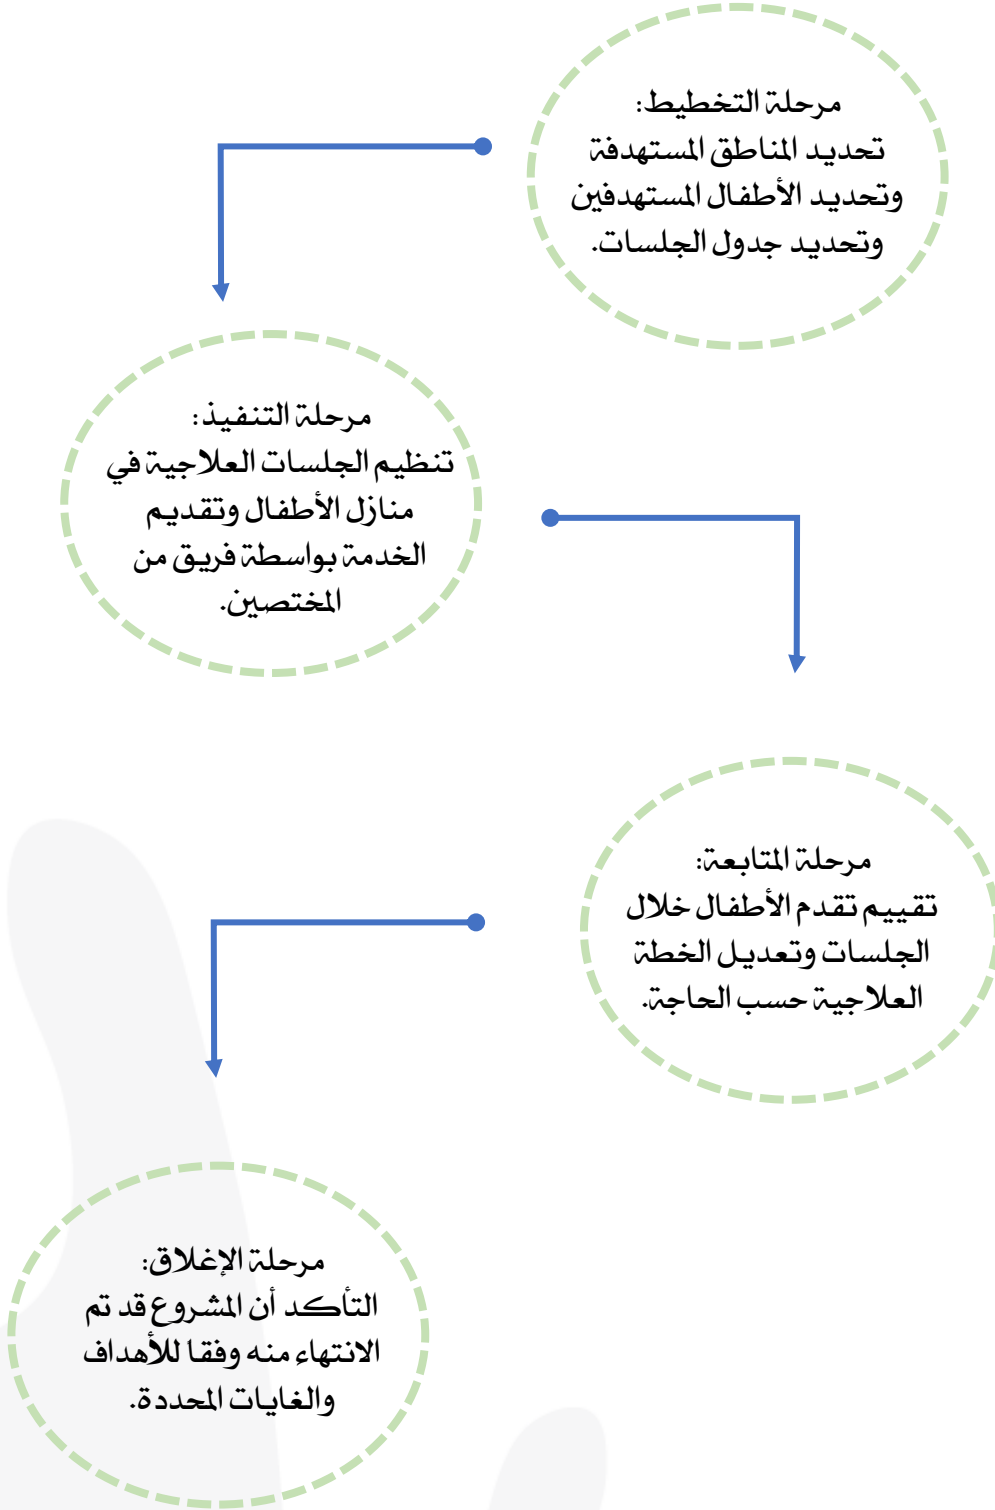 مرحلة التخطيط:
تحديد المناطق المستهدفة
وتحديد الأطفال المستهدفين
وتحديد جدول الجلسات.
مرحلة التنفيذ:
تنظيم الجلسات العلاجية في
منازل الأطفال وتقديم
الخدمة بواسطة فريق من
المختصين.
مرحلة المتابعة:
تقييم تقدم الأطفال خلال
الجلسات وتعديل الخطة
العلاجية حسب الحاجة.
مرحلة الإغلاق:
التأكد أن المشروع قد تم
الانتهاء منه وفقا للأهداف
والغايات المحددة.